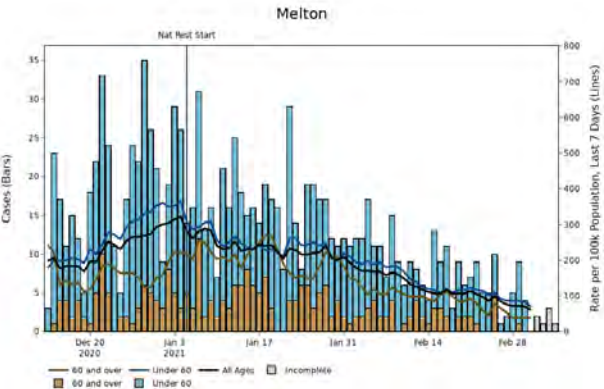 Melton
Nat Rest Start
800
35
700
30
600
25
500
20
400
15
300
10
200
5
100
0
0
Cases (Bars)
Rate per 100k Population, Last 7 Days (Lines)
Dec 20
2020
Jan 3
2021
Jan 17
Jan 31
Feb 14
Feb 28
60 and over Under 60 All Ages Incomplete
60 and over Under 60